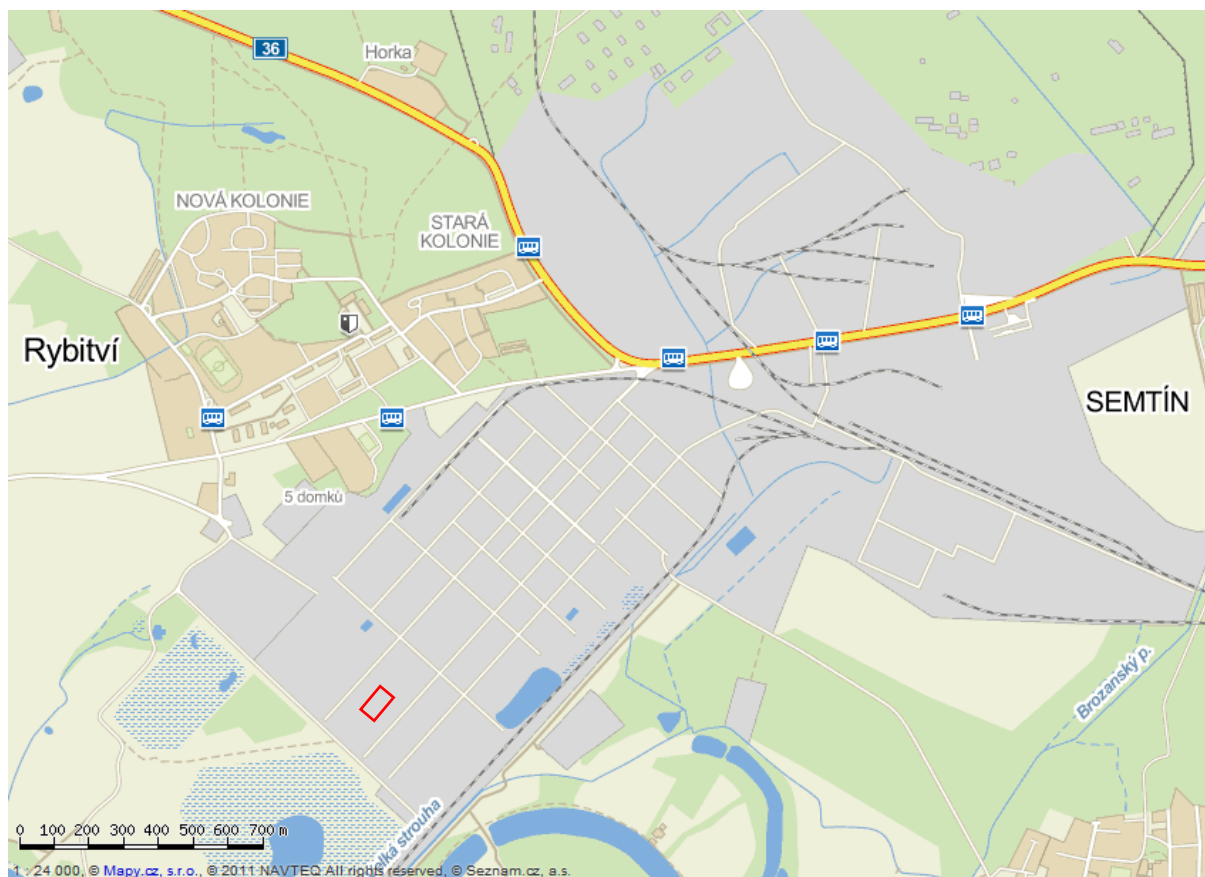 36
Horka
NOVÁ KOLONIE
STARÁ
KOLONIE
Rybitví
SEMTÍN
5 domků
Brozanský p.
elká strouha
0 100 200 300 400 500 600 700 m
1 : 24 000, © Mapy.cz, s.r.o., © 2011 NAVTEQ All rights reserved, © Seznam.cz, a.s.